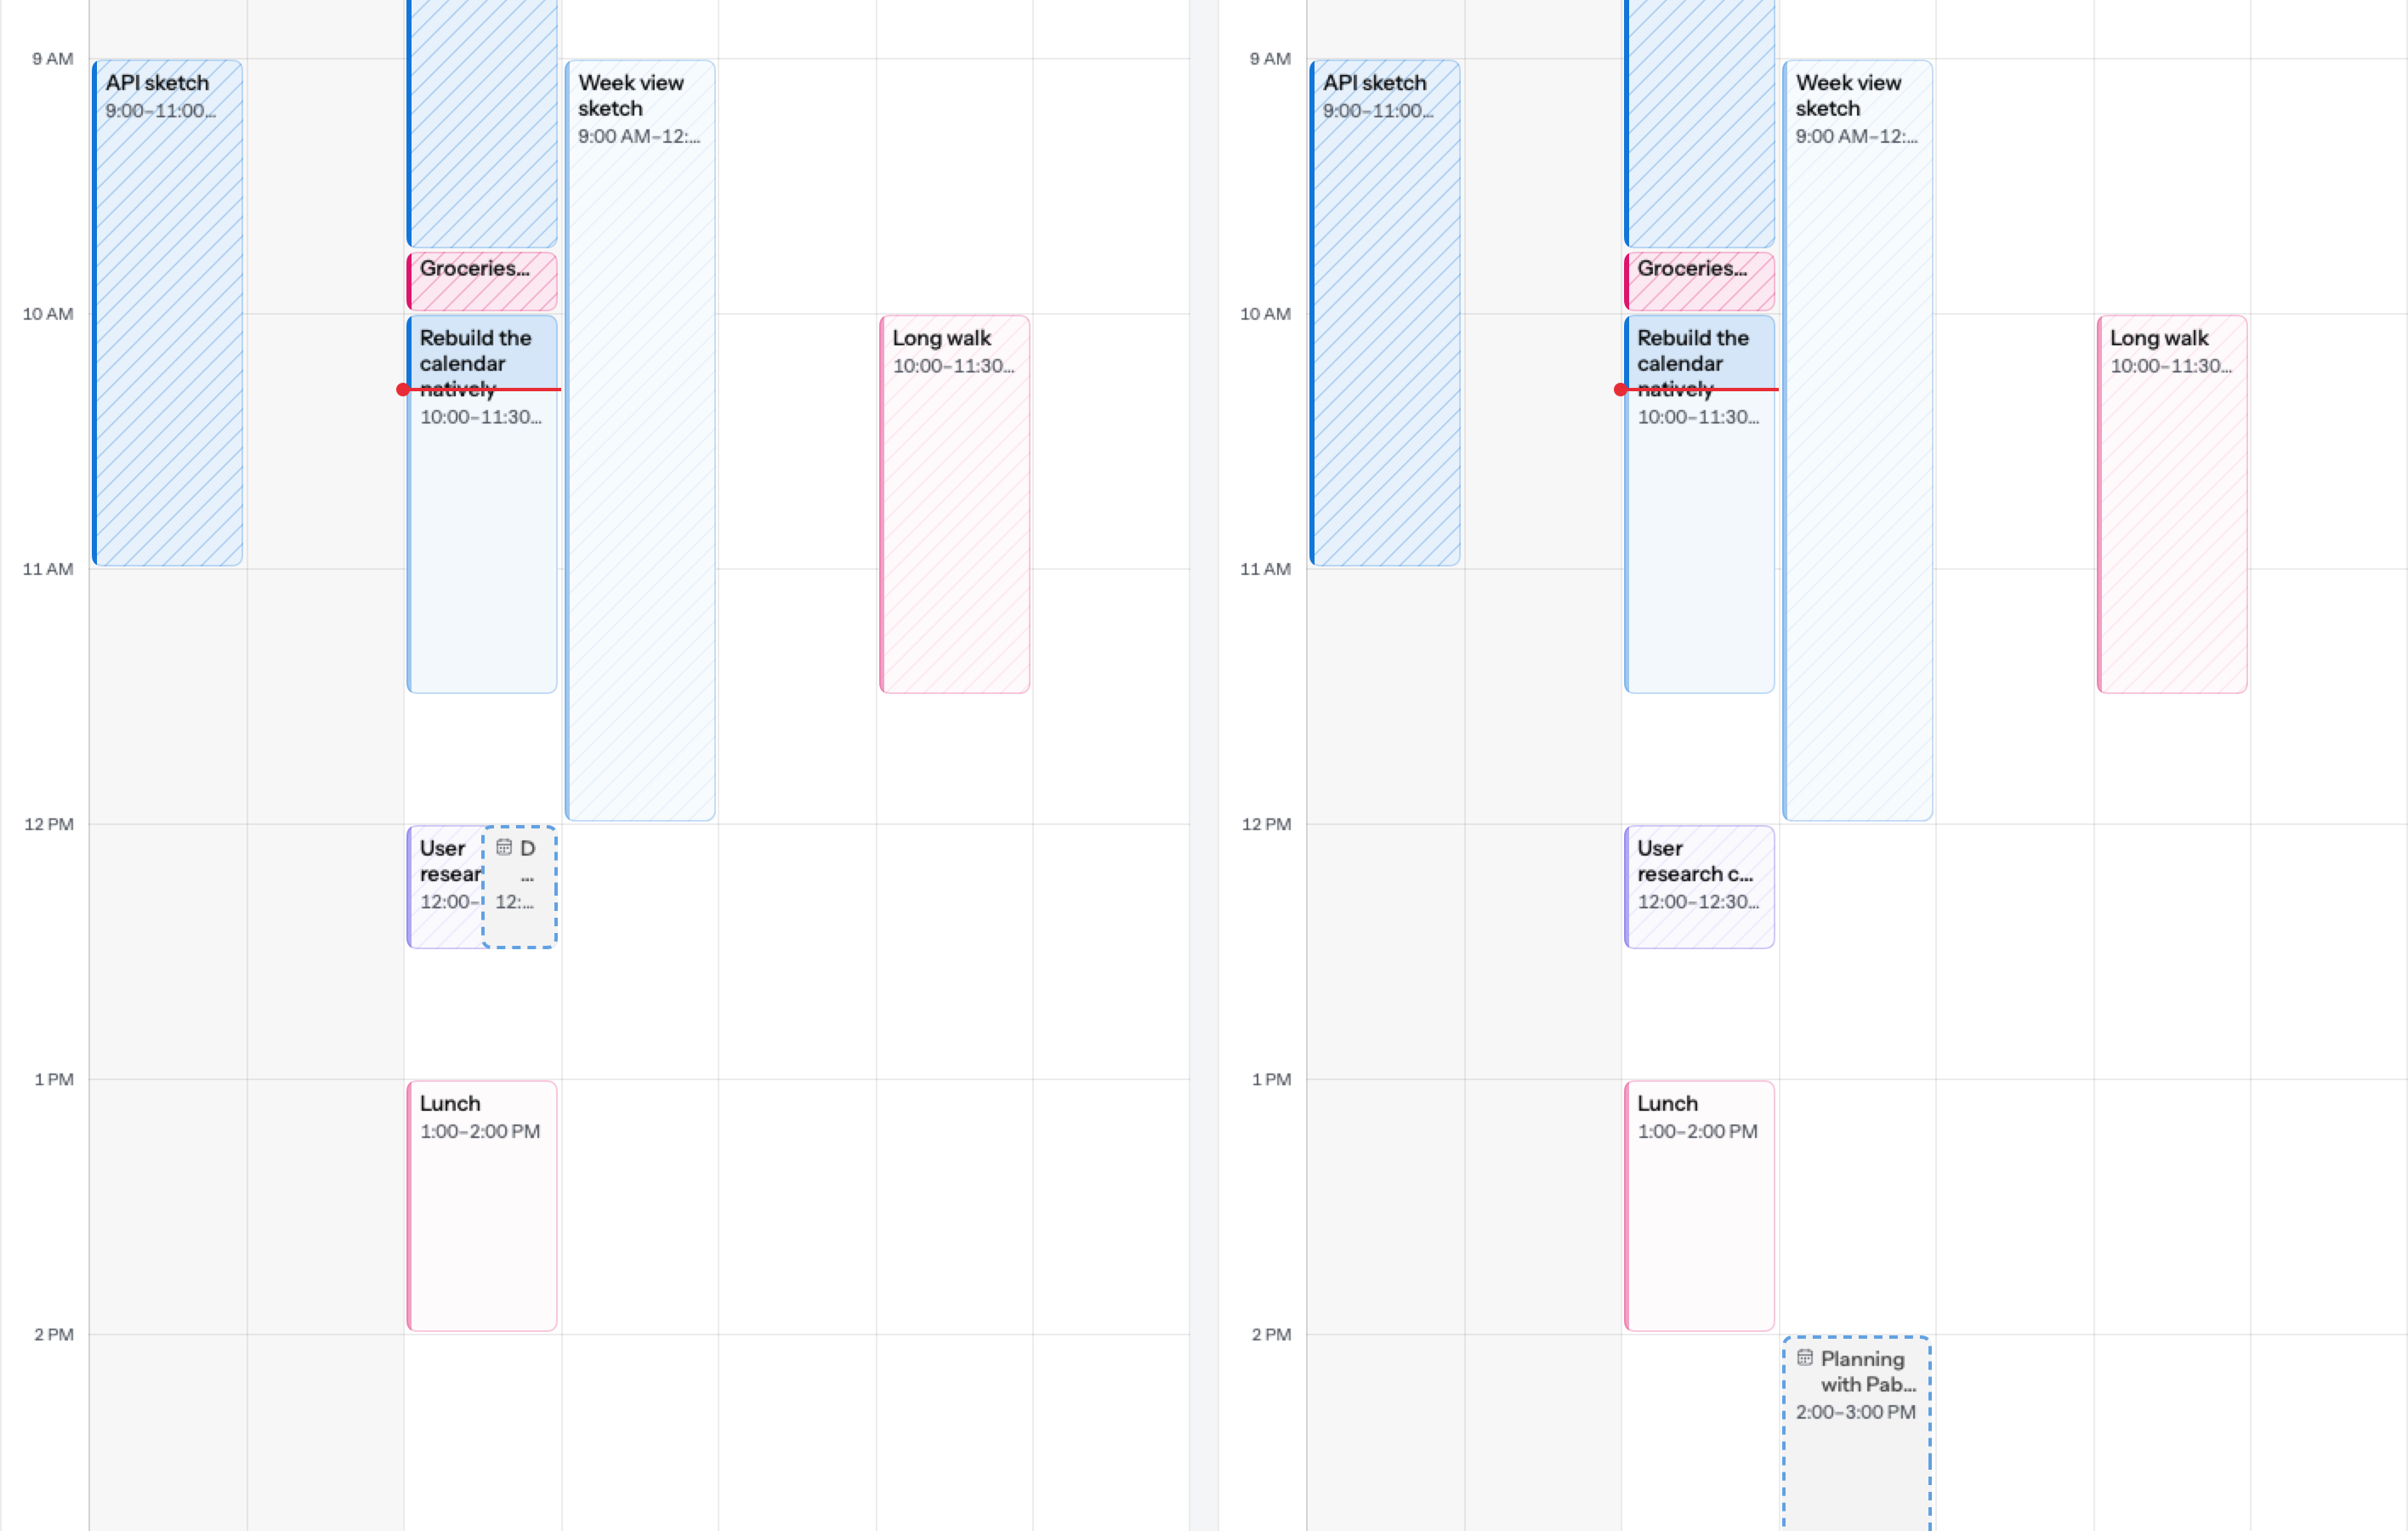 9 AM
API sketch
9:00–11:00...
Week view
sketch
9:00 AM–12:...
Groceries...
10 AM
Rebuild the
calendar
natively
10:00–11:30...
Long walk
10:00–11:30...
11 AM
12 PM
User
resear
12:00–
D
...
12:...
1 PM
Lunch
1:00–2:00 PM
2 PM
9 AM
API sketch
9:00–11:00...
Week view
sketch
9:00 AM–12:...
Groceries...
10 AM
Rebuild the
calendar
natively
10:00–11:30...
Long walk
10:00–11:30...
11 AM
12 PM
User
research c...
12:00–12:30...
1 PM
Lunch
1:00–2:00 PM
2 PM
Planning
with Pab...
2:00–3:00 PM